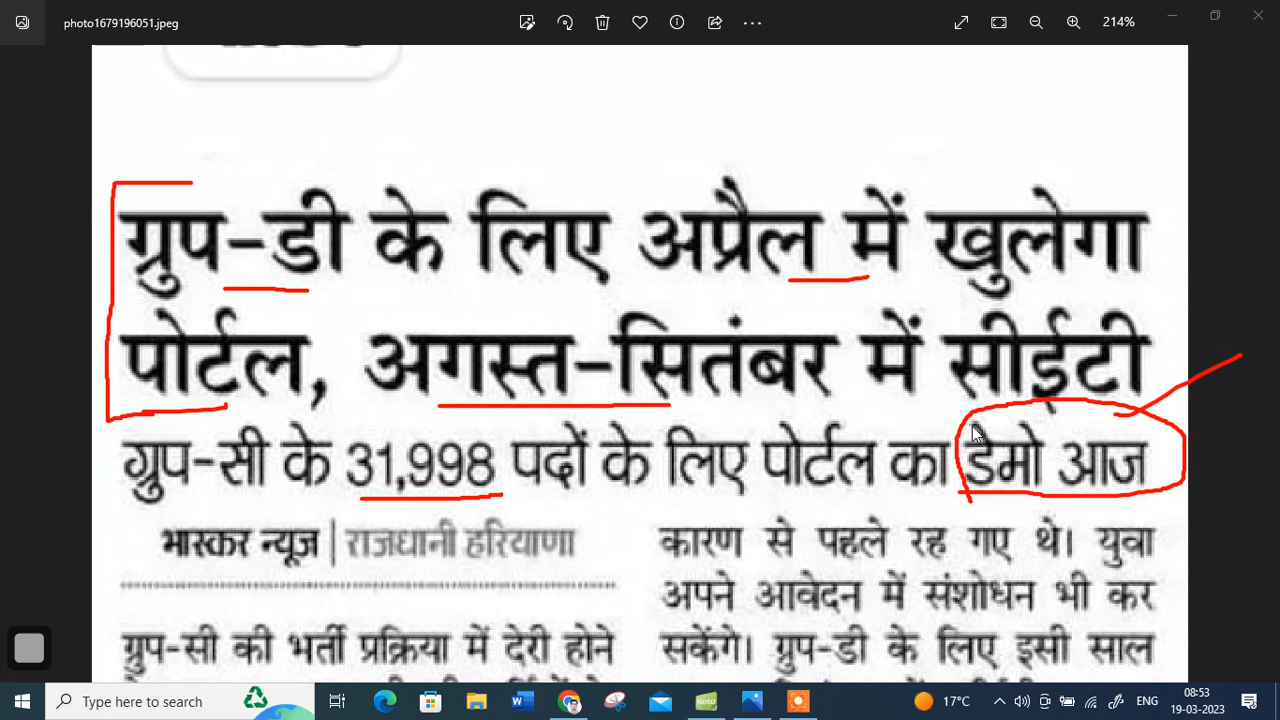 photo1679196051.jpeg
214%
ग्रुप-डी के लिए अप्रैल में खुलेगा
पोर्टल, अगस्त-सितंबर में सीईटी
ग्रुप-सी के 31,998 पदों के लिए पोर्टल का डेमो आज
भास्कर न्यूज | राजधानी हरियाणा
ग्रुप-सी की भर्ती प्रक्रिया में देरी होने
कारण से पहले रह गए थे। युवा
अपने आवेदन में संशोधन भी कर
सकेंगे। ग्रुप-डी के लिए इसी साल
Type here to search
Note
17°C
ENG
08:53
19-03-2023